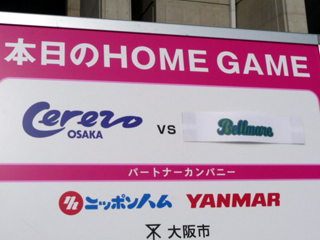 本日のHOME GAME
Cerezo OSAKA VS Bellmare
パートナーカンパニー
ニッポンハム YANMAR
大阪市